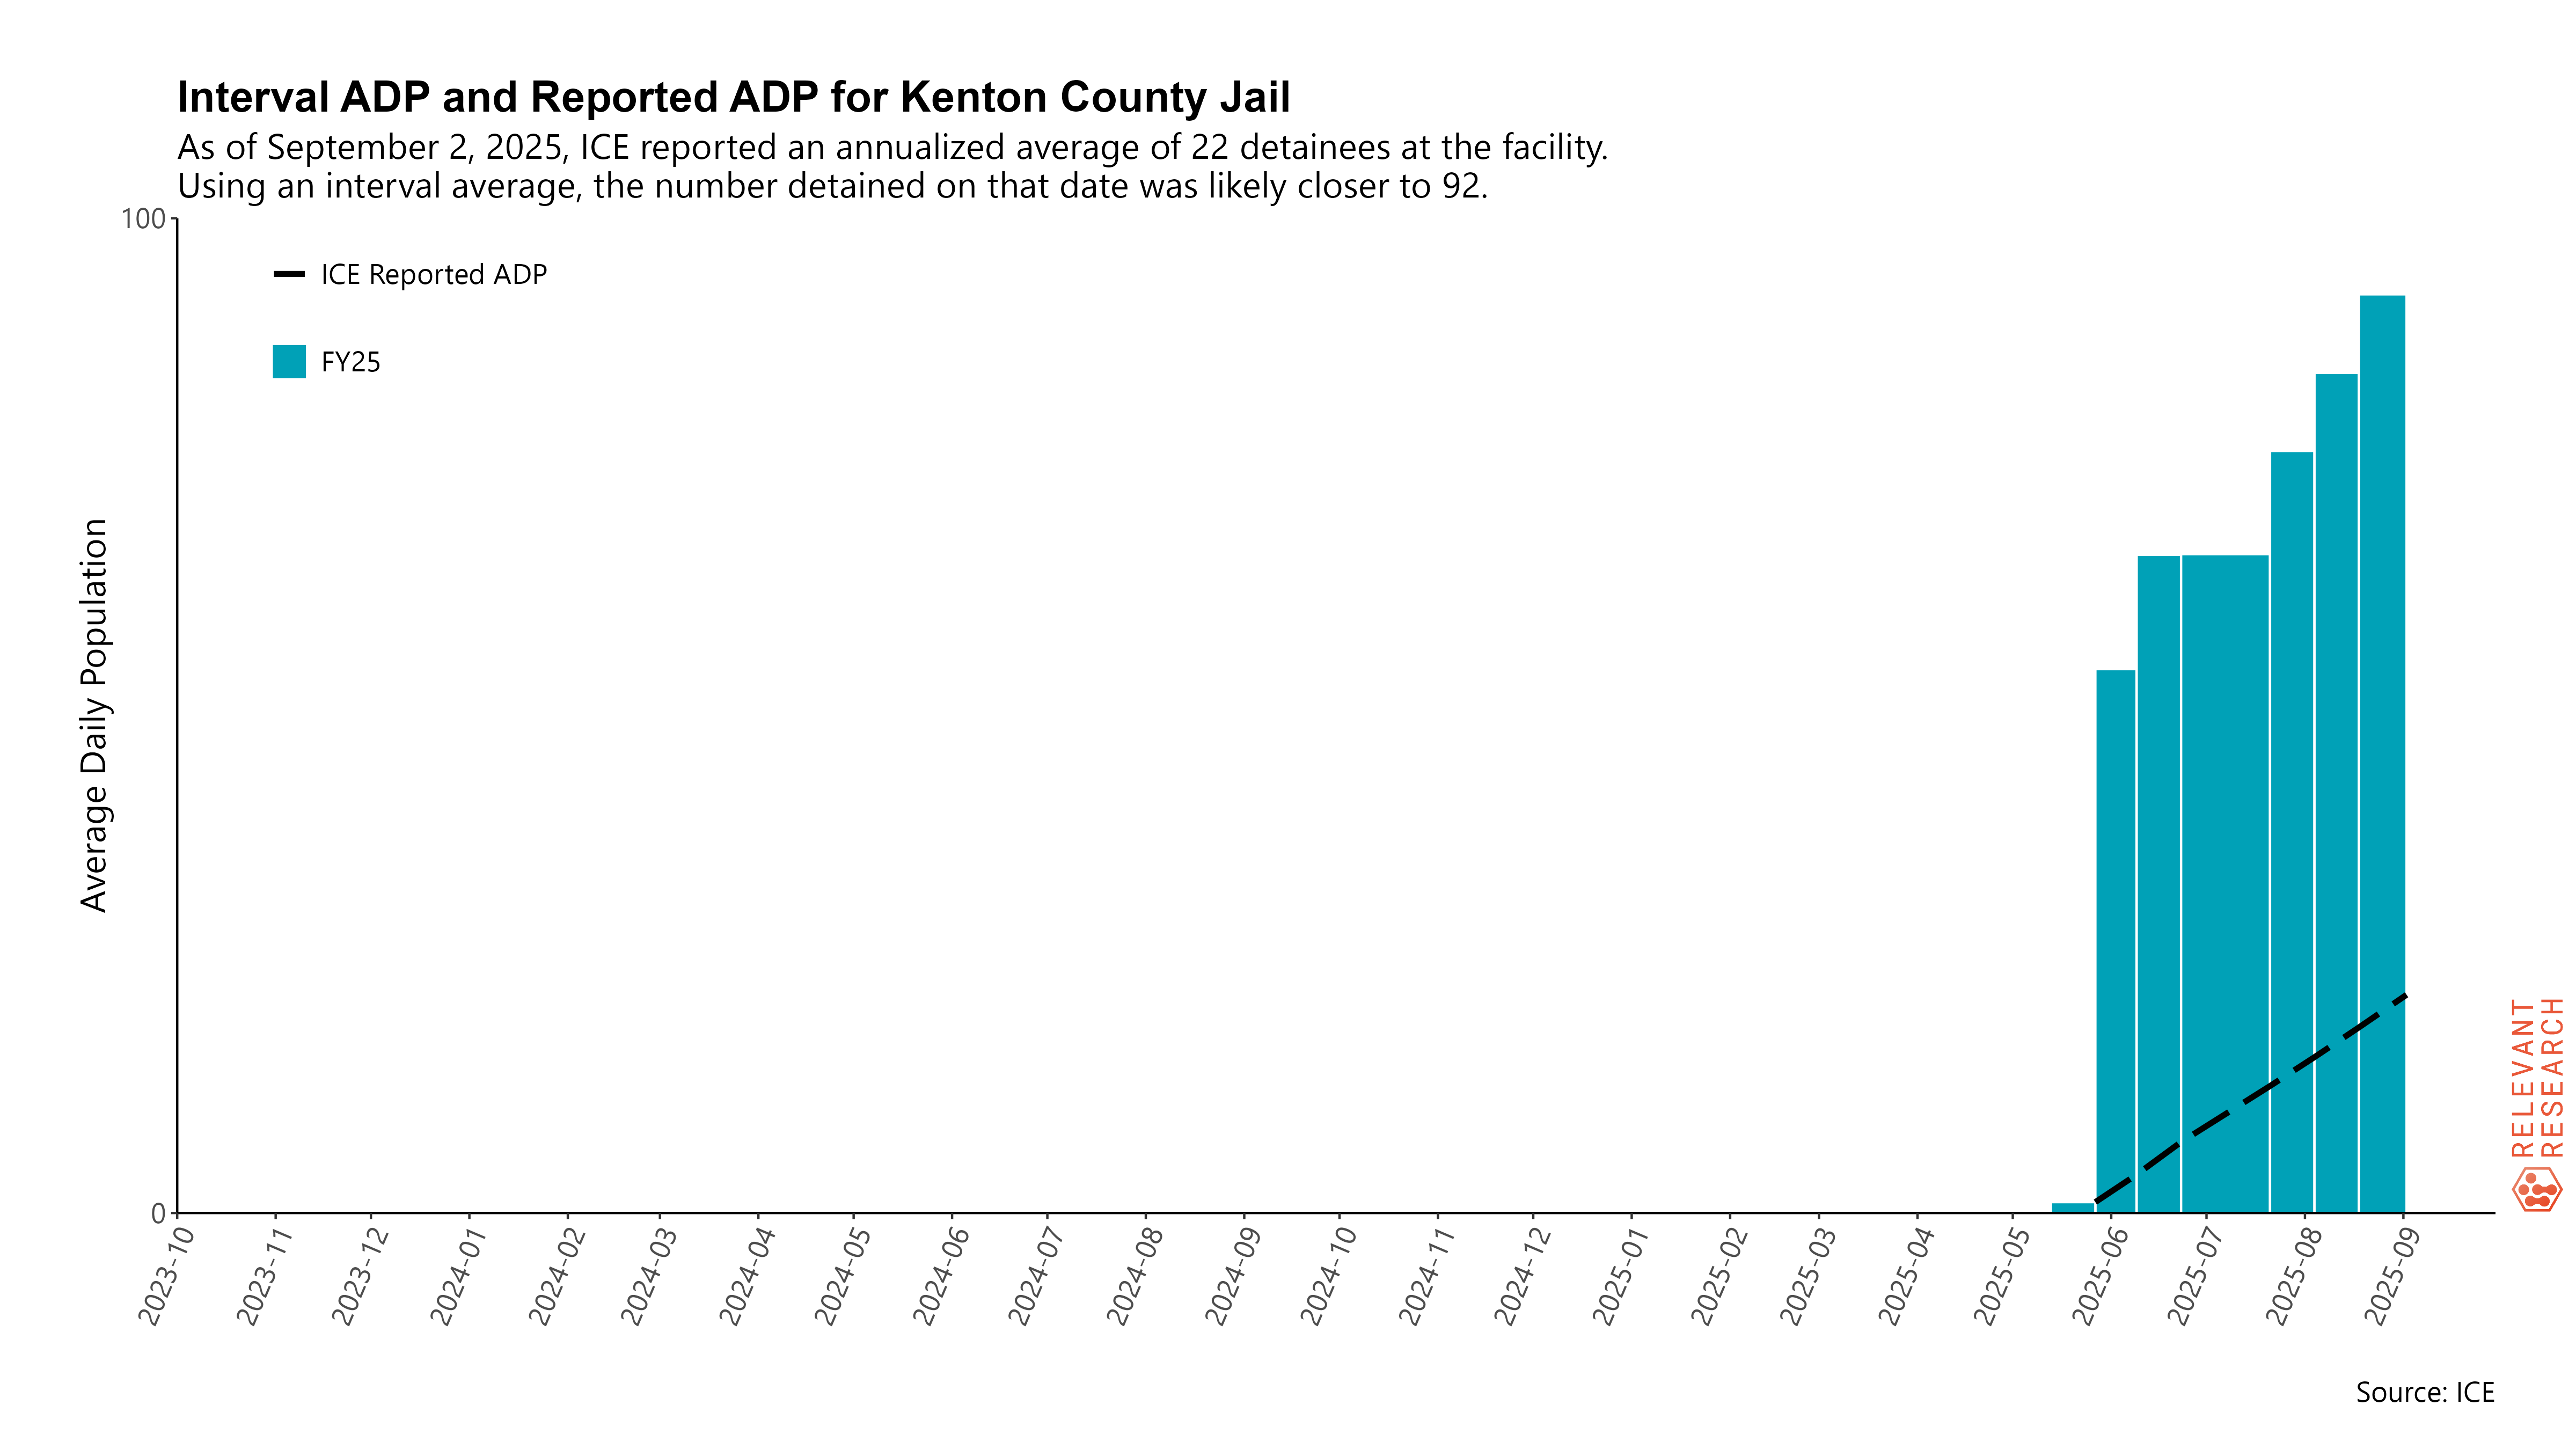 Interval ADP and Reported ADP for Kenton County Jail
As of September 2, 2025, ICE reported an annualized average of 22 detainees at the facility.
Using an interval average, the number detained on that date was likely closer to 92.
100
ICE Reported ADP
FY25
Average Daily Population
0
2023-10
2023-11
2023-12
2024-01
2024-02
2024-03
2024-04
2024-05
2024-06
2024-07
2024-08
2024-09
2024-10
2024-11
2024-12
2025-01
2025-02
2025-03
2025-04
2025-05
2025-06
2025-07
2025-08
2025-09
RELEVANT
RESEARCH
Source: ICE